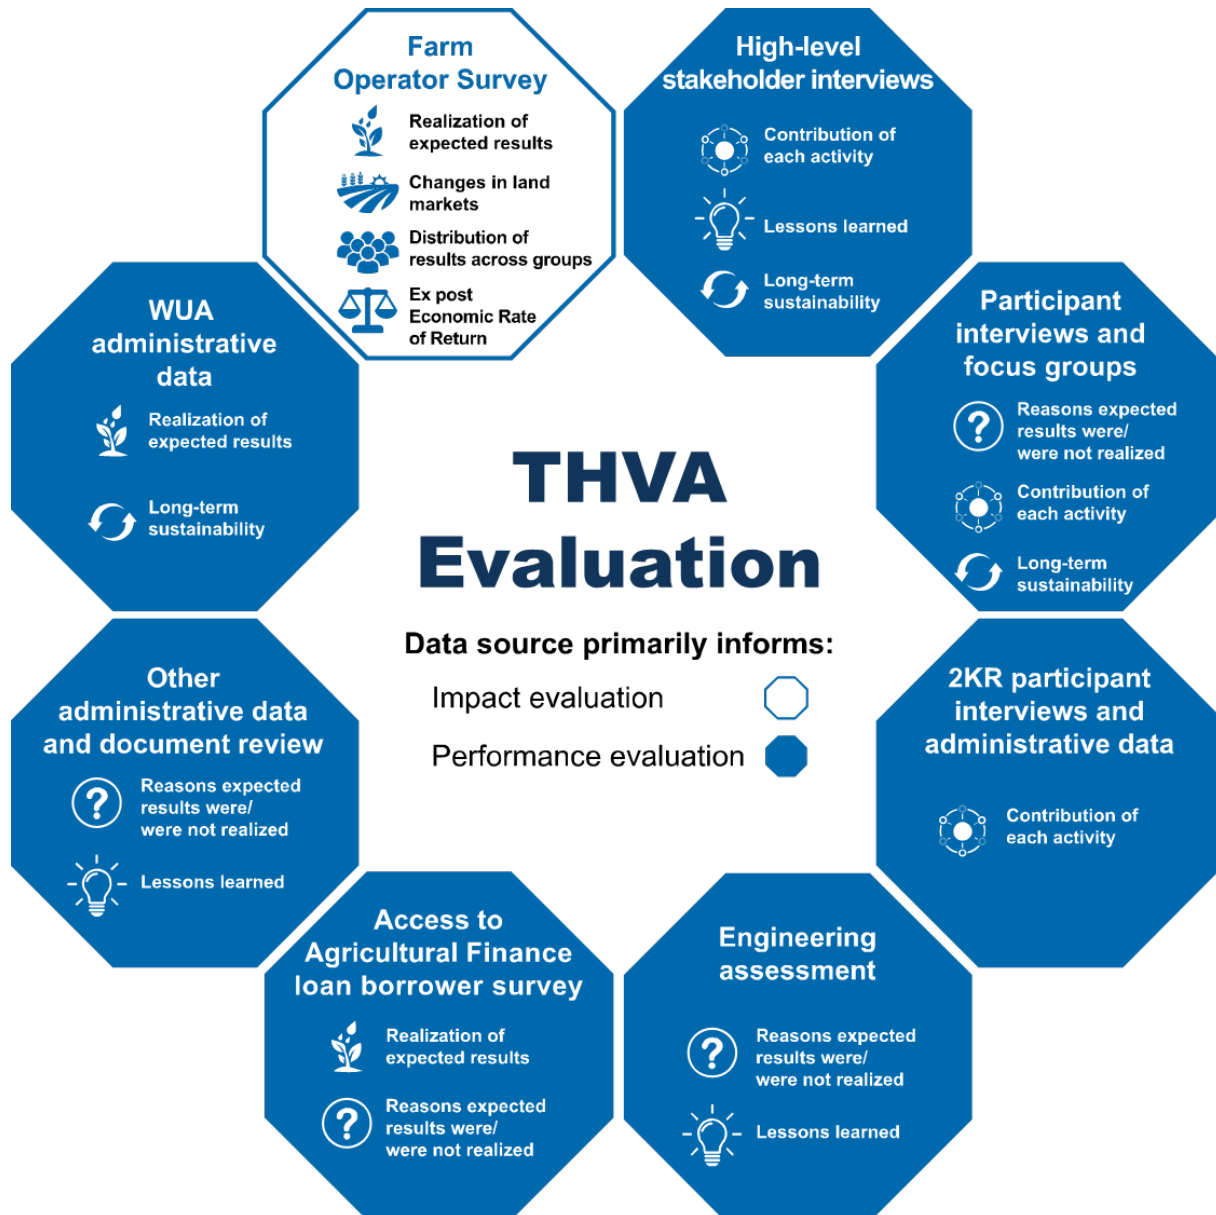 Farm
Operator Survey
Realization of
expected results
Changes in land
markets
Distribution of
results across groups
Ex post
Economic Rate
of Return
High-level
stakeholder interviews
Contribution of
each activity
Lessons learned
Long-term
sustainability
WUA
administrative
data
Realization of
expected results
Long-term
sustainability
Participant
interviews and
focus groups
Reasons expected
results were/
were not realized
Contribution of
each activity
Long-term
sustainability
THVA
Evaluation
Data source primarily informs:
Impact evaluation
Performance evaluation
Other
administrative data
and document review
Reasons expected
results were/
were not realized
Lessons learned
2KR participant
interviews and
administrative data
Contribution of
each activity
Access to
Agricultural Finance
loan borrower survey
Realization of
expected results
Reasons expected
results were/
were not realized
Engineering
assessment
Reasons expected
results were/
were not realized
Lessons learned